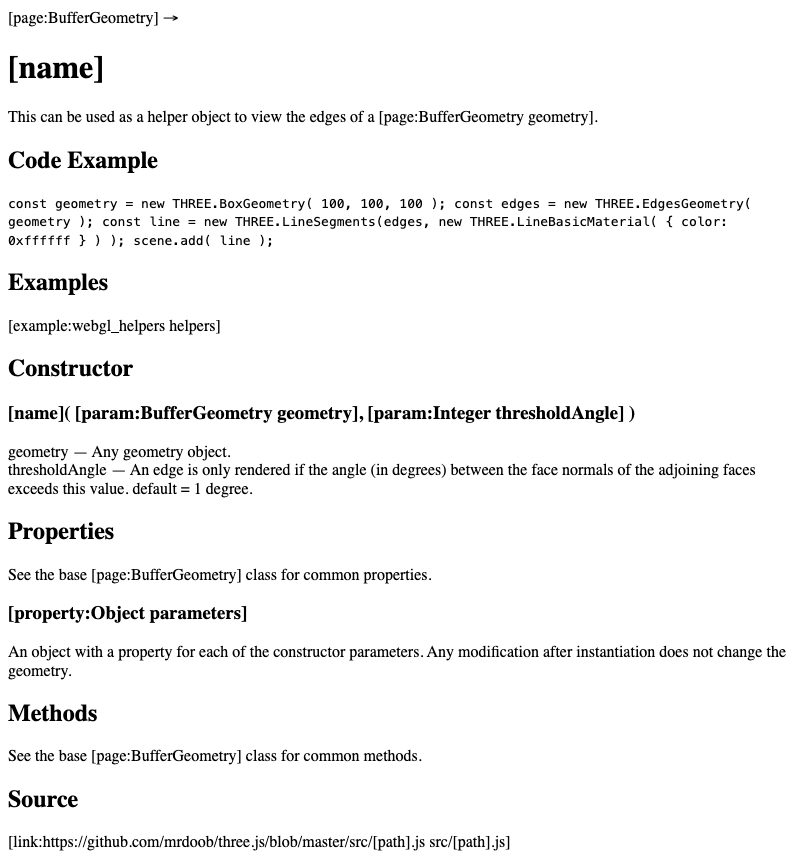 [page:BufferGeometry] →
[name]
This can be used as a helper object to view the edges of a [page:BufferGeometry geometry].
Code Example
const geometry = new THREE.BoxGeometry( 100, 100, 100 ); const edges = new THREE.EdgesGeometry(
geometry ); const line = new THREE.LineSegments(edges, new THREE.LineBasicMaterial( { color:
0xffffff } ) ); scene.add( line );
Examples
[example:webgl_helpers helpers]
Constructor
[name]( [param:BufferGeometry geometry], [param:Integer thresholdAngle] )
geometry — Any geometry object.
thresholdAngle — An edge is only rendered if the angle (in degrees) between the face normals of the adjoining faces
exceeds this value. default = 1 degree.
Properties
See the base [page:BufferGeometry] class for common properties.
[property:Object parameters]
An object with a property for each of the constructor parameters. Any modification after instantiation does not change the
geometry.
Methods
See the base [page:BufferGeometry] class for common methods.
Source
[link:https://github.com/mrdoob/three.js/blob/master/src/[path].js src/[path].js]